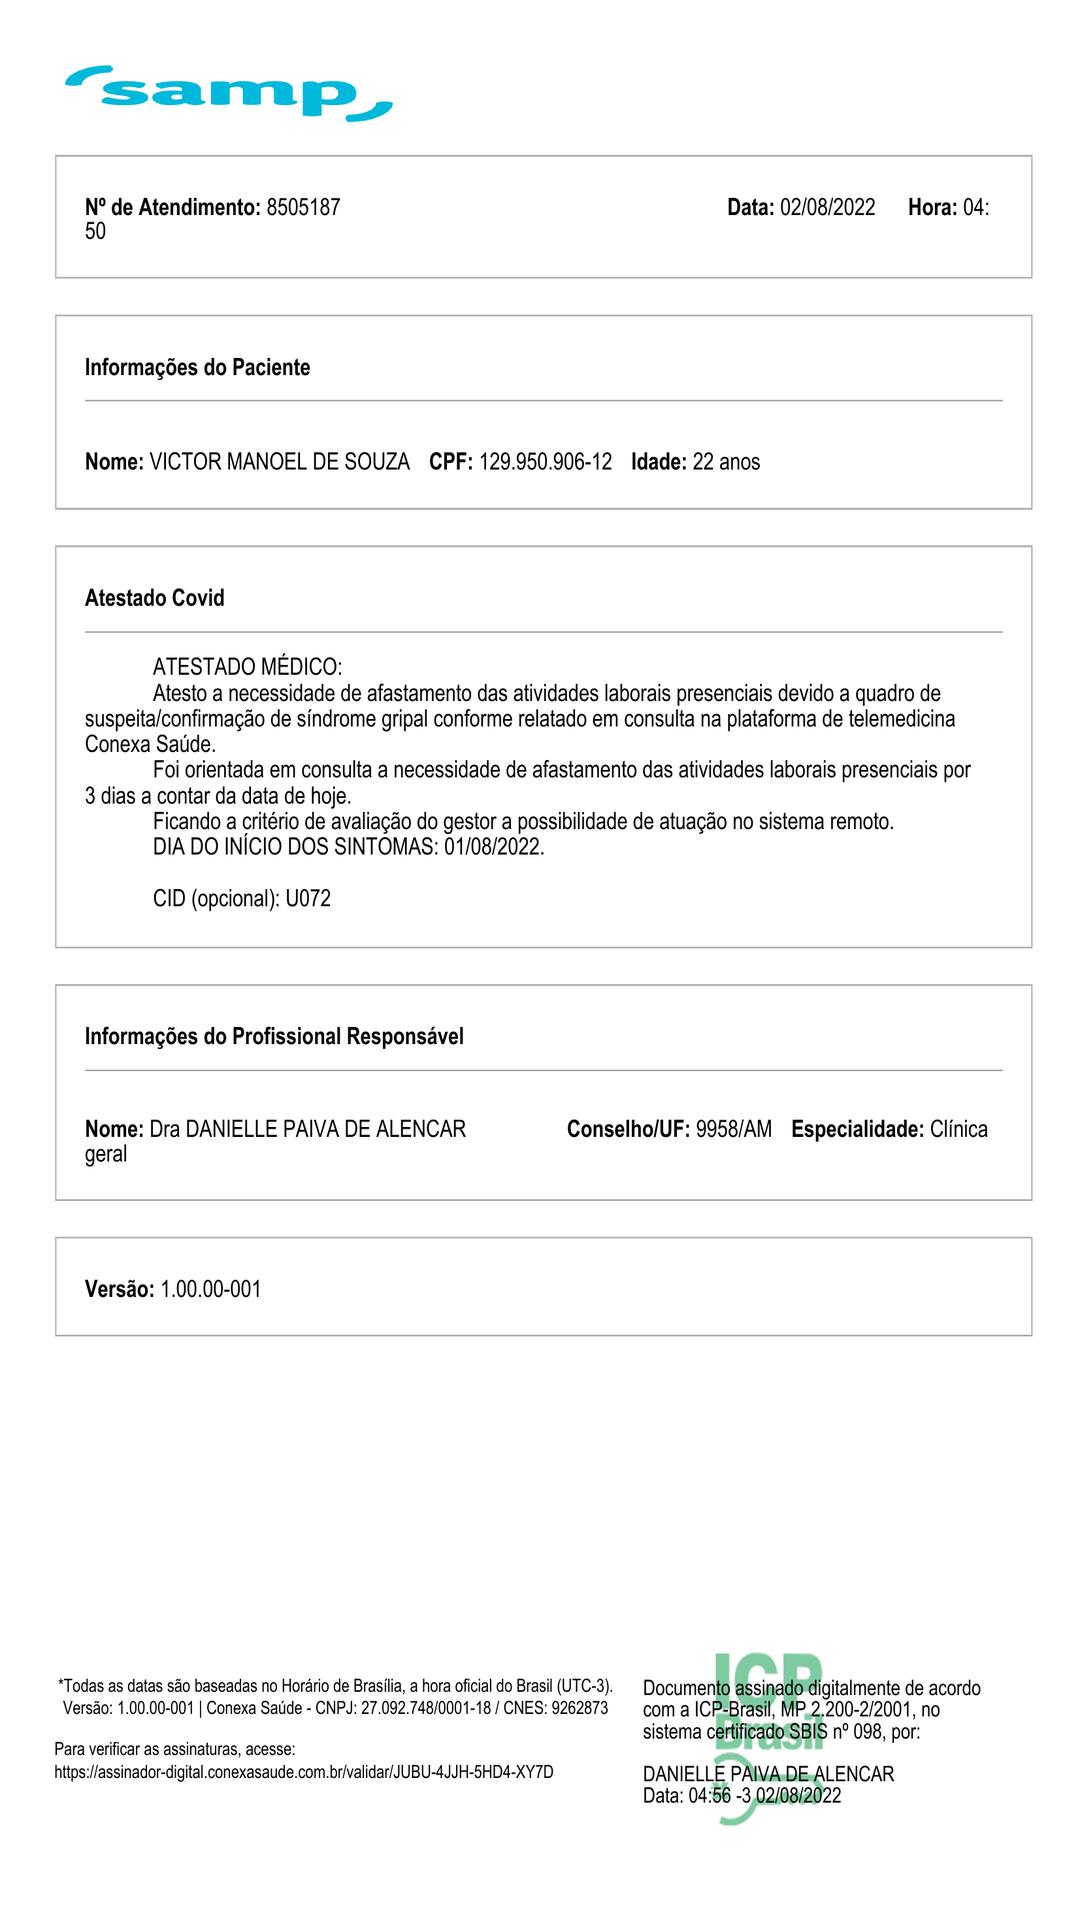 samp
Nº de Atendimento: 8505187 Data: 02/08/2022 Hora: 04:
50
Informações do Paciente
Nome: VICTOR MANOEL DE SOUZA CPF: 129.950.906-12 Idade: 22 anos
Atestado Covid
ATESTADO MÉDICO:
Atesto a necessidade de afastamento das atividades laborais presenciais devido a quadro de
suspeita/confirmação de síndrome gripal conforme relatado em consulta na plataforma de telemedicina
Conexa Saúde.
Foi orientada em consulta a necessidade de afastamento das atividades laborais presenciais por
3 dias a contar da data de hoje.
Ficando a critério de avaliação do gestor a possibilidade de atuação no sistema remoto.
DIA DO INÍCIO DOS SINTOMAS: 01/08/2022.
CID (opcional): U072
Informações do Profissional Responsável
Nome: Dra DANIELLE PAIVA DE ALENCAR Conselho/UF: 9958/AM Especialidade: Clínica
geral
Versão: 1.00.00-001
*Todas as datas são baseadas no Horário de Brasília, a hora oficial do Brasil (UTC-3).
Versão: 1.00.00-001 | Conexa Saúde - CNPJ: 27.092.748/0001-18 / CNES: 9262873
Para verificar as assinaturas, acesse:
https://assinador-digital.conexasaude.com.br/validar/JUBU-4JJH-5HD4-XY7D
ICP
Brasil
Documento assinado digitalmente de acordo
com a ICP-Brasil, MP 2.200-2/2001, no
sistema certificado SBIS nº 098, por:
DANIELLE PAIVA DE ALENCAR
Data: 04:56 -3 02/08/2022